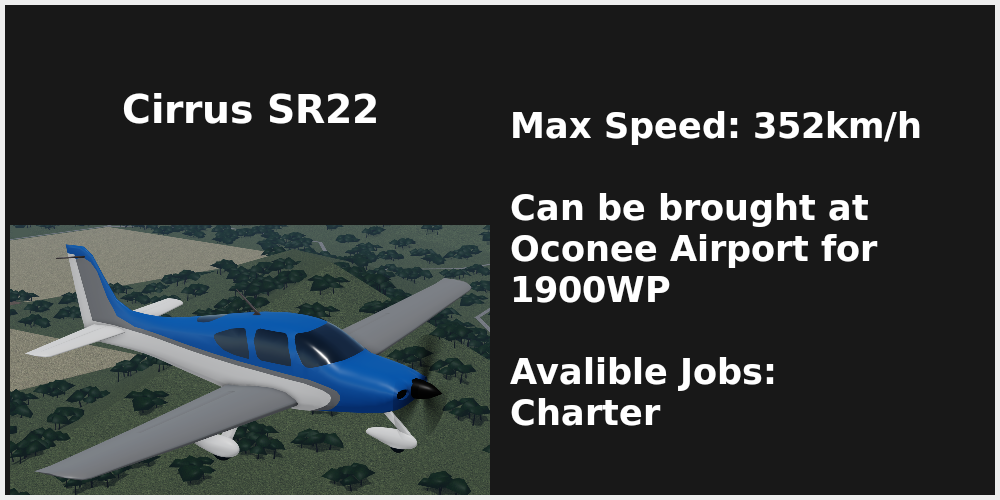 Cirrus SR22
Max Speed: 352km/h
Can be brought at
Oconee Airport for
1900WP
Avalible Jobs:
Charter